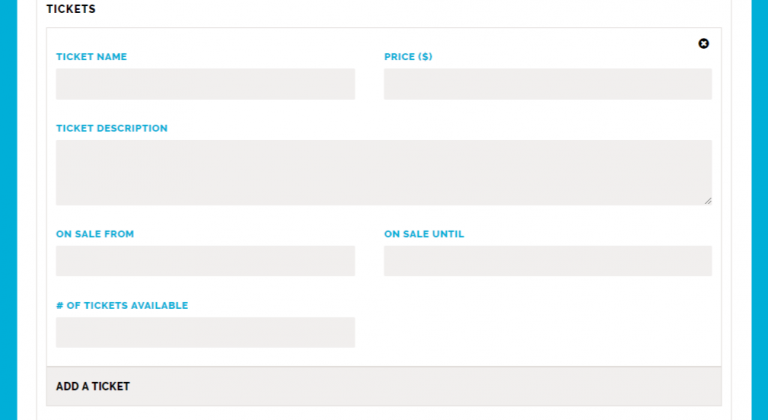 TICKETS
TICKET NAME
PRICE ($)
TICKET DESCRIPTION
ON SALE FROM
ON SALE UNTIL
# OF TICKETS AVAILABLE
ADD A TICKET